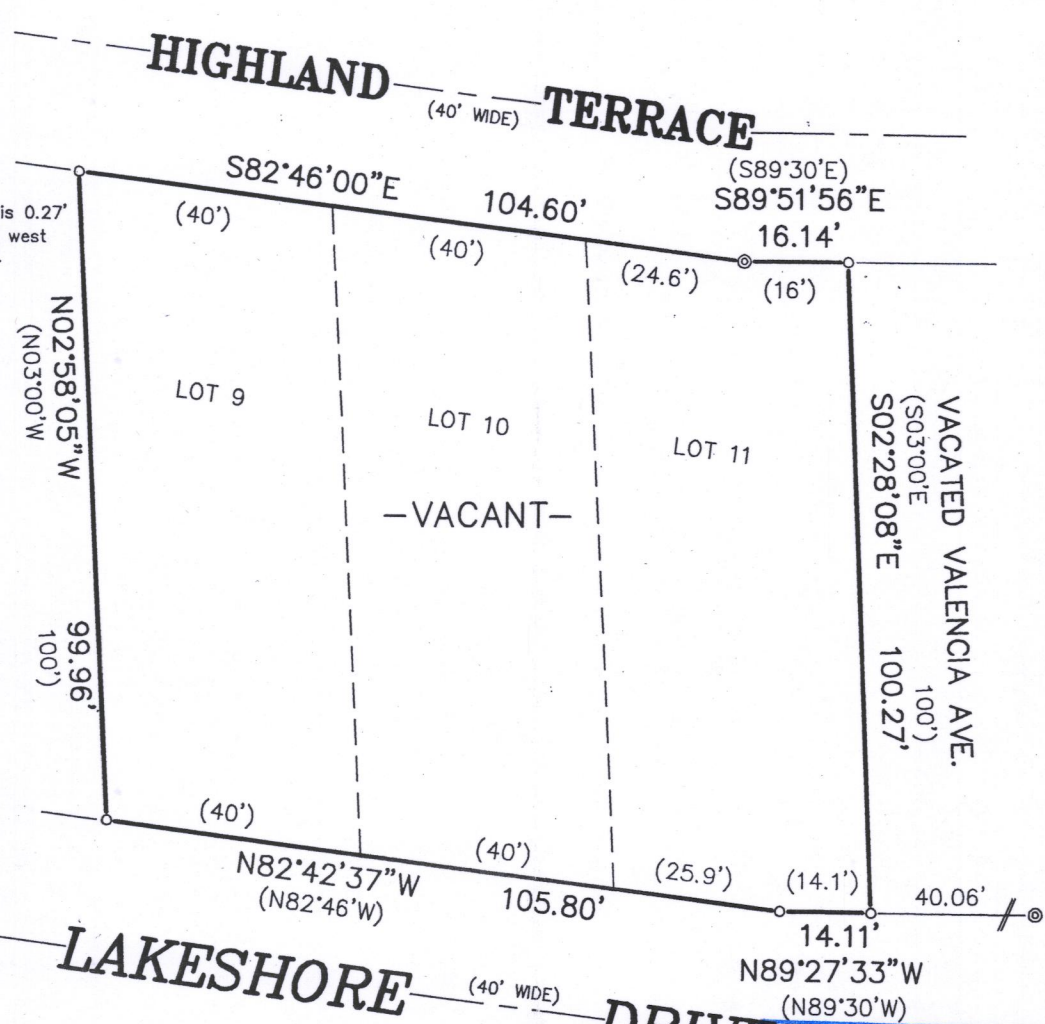 HIGHLAND TERRACE
(40' WIDE)
(S89°30'E)
S89°51'56"E
16.14'
S82°46'00"E
104.60'
is 0.27'
west
(40')
(40')
(24.6')
(16')
N02°58'05"W
(N03°00'W
99.96'
100')
LOT 9
LOT 10
LOT 11
-VACANT-
VACATED VALENCIA AVE.
(S03°00'E
100')
S02°28'08"E
100.27'
(40')
(40')
(25.9')
(14.1')
40.06'
N82°42'37"W
(N82°46'W)
105.80'
14.11'
N89°27'33"W
(N89°30'W)
LAKESHORE
(40' WIDE)
DRIVE